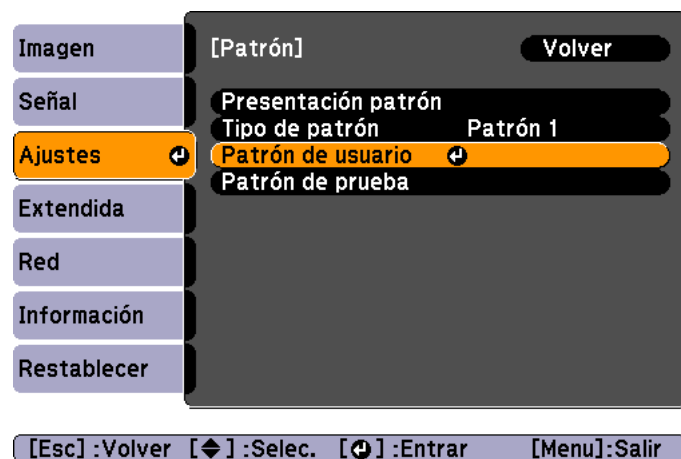 Imagen
Señal
Ajustes
Extendida
Red
Información
Restablecer
[Patrón] Volver
Presentación patrón
Tipo de patrón Patrón 1
Patrón de usuario
Patrón de prueba
[Esc] :Volver [◆] :Selec. [↵] :Entrar [Menu]:Salir